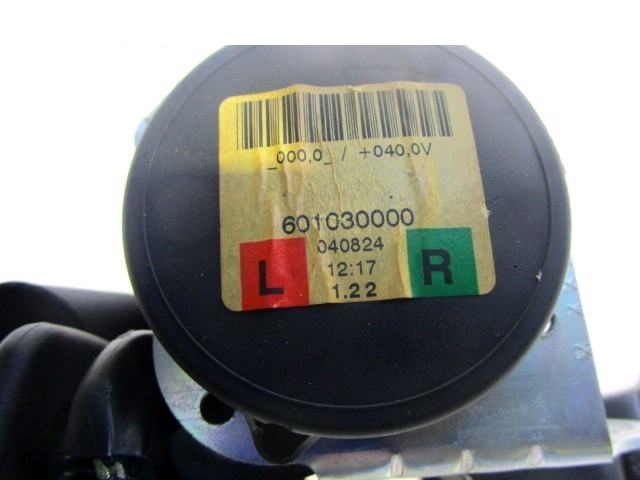 _000,0_ / +040,0V
601030000
040824
L 12:17 R
1.22